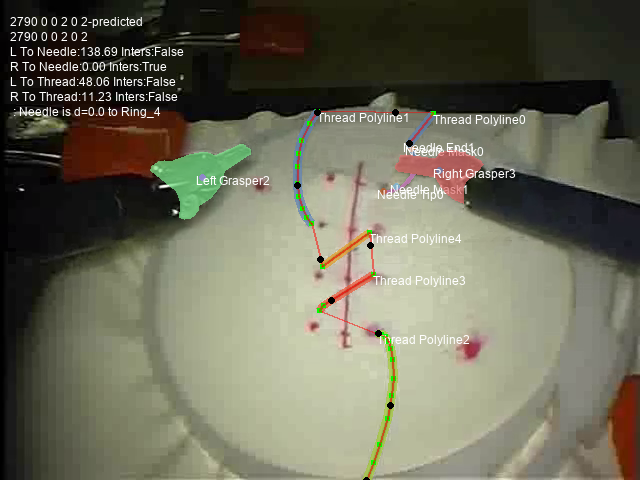 2790 0 0 2 0 2-predicted
2790 0 0 2 0 2
L To Needle:138.69 Inters:False
R To Needle:0.00 Inters:True
L To Thread:48.06 Inters:False
R To Thread:11.23 Inters:False
: Needle is d=0.0 to Ring_4
Thread Polyline1
Thread Polyline0
Needle End1
Needle Mask0
Right Grasper3
Left Grasper2
Needle Mask1
Needle Tip0
Thread Polyline4
Thread Polyline3
Thread Polyline2